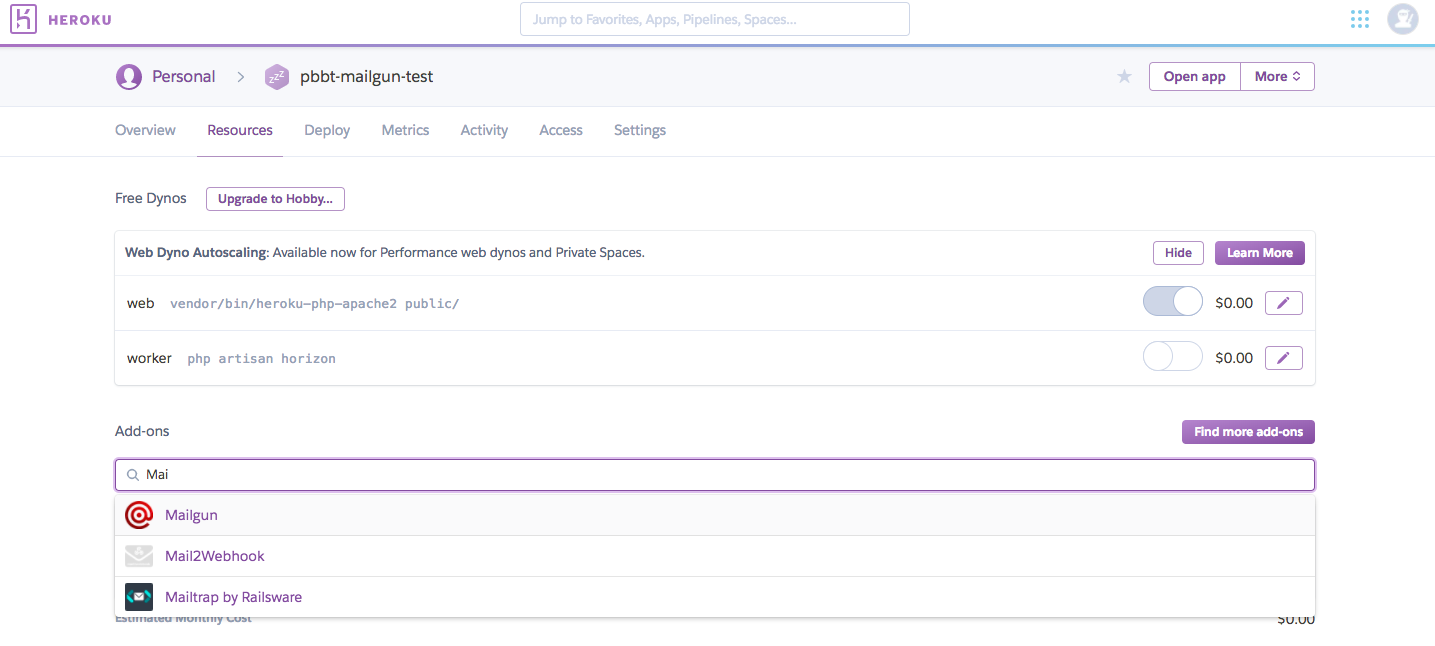 HEROKU
Jump to Favorites, Apps, Pipelines, Spaces...
Personal > pbbt-mailgun-test
Open app More
Overview Resources Deploy Metrics Activity Access Settings
Free Dynos Upgrade to Hobby...
Web Dyno Autoscaling: Available now for Performance web dynos and Private Spaces. Hide Learn More
web vendor/bin/heroku-php-apache2 public/ $0.00
worker php artisan horizon $0.00
Add-ons Find more add-ons
Mai
Mailgun
Mail2Webhook
Mailtrap by Railsware
Estimated Monthly Cost $0.00